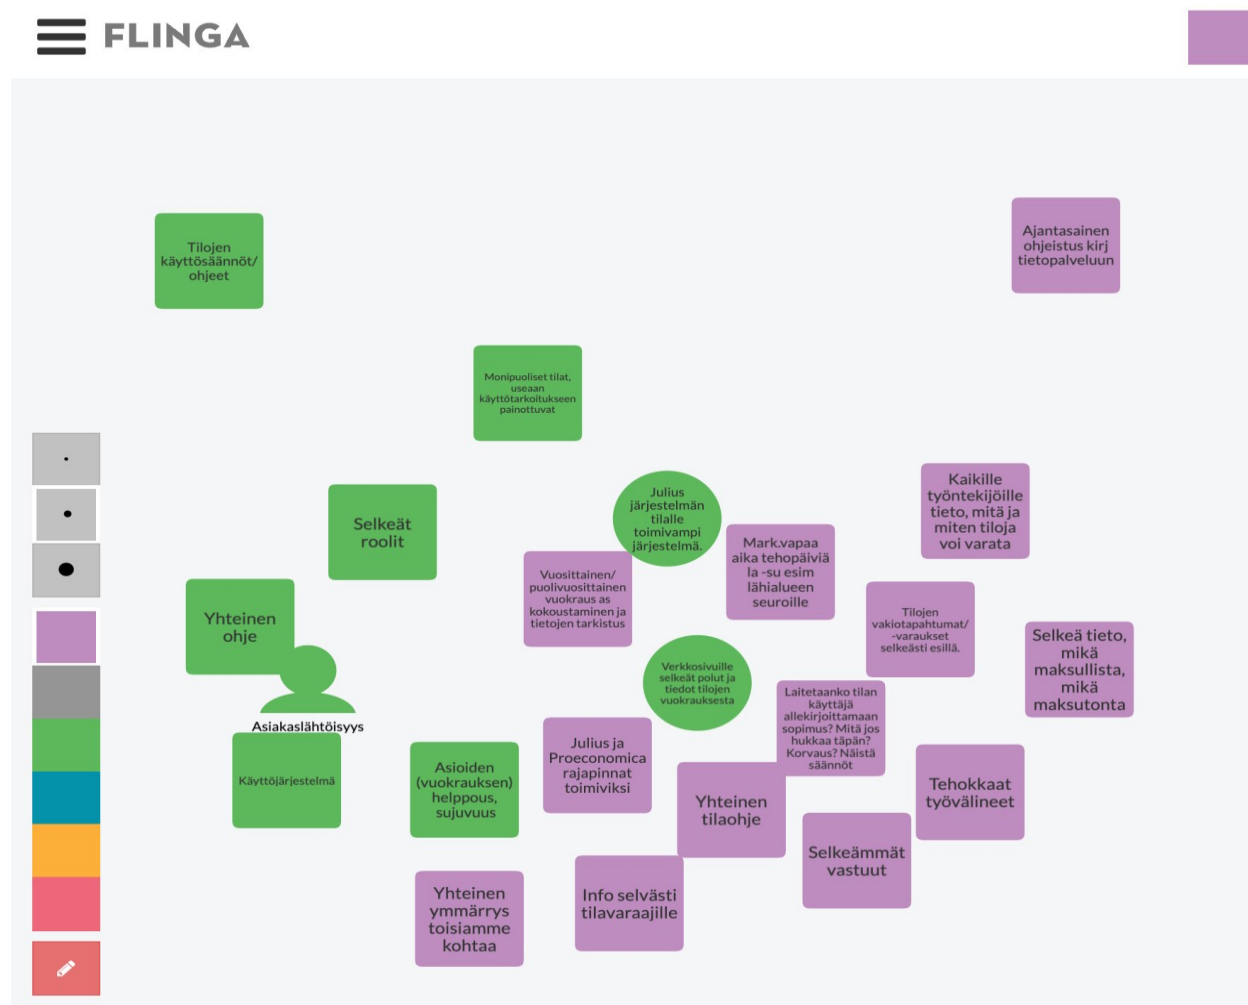 FLINGA
Tilojen
käyttösäännöt/
ohjeet
Ajantasainen
ohjeistus kirj
tietopalveluun
Monipuoliset tilat,
useaan
käyttötarkoitukseen
painottuvat
Selkeät
roolit
Julius
järjestelmän
tilalle
toimivampi
järjestelmä.
Kaikille
työntekijöille
tieto, mitä ja
miten tiloja
voi varata
Mark.vapaa
aika tehopäiviä
la -su esim
lähialueen
seuroille
Vuosittainen/
puolivuosittainen
vuokraus as
kokoustaminen ja
tietojen tarkistus
Yhteinen
ohje
Tilojen
vakiotapahtumat/
-varaukset
selkeästi esillä.
Selkeä tieto,
mikä
maksullista,
mikä
maksutonta
Verkkosivuille
selkeät polut ja
tiedot tilojen
vuokrauksesta
Laitetaanko tilan
käyttäjä
allekirjoittamaan
sopimus? Mitä jos
hukkaa täpän?
Korvaus? Näistä
säännöt
Asiakaslähtöisyys
Käyttöjärjestelmä
Asioiden
(vuokrauksen)
helppous,
sujuvuus
Julius ja
Proeconomica
rajapinnat
toimiviksi
Yhteinen
tilaohje
Tehokkaat
työvälineet
Selkeämmät
vastuut
Yhteinen
ymmärrys
toisiamme
kohtaa
Info selvästi
tilavaraajille